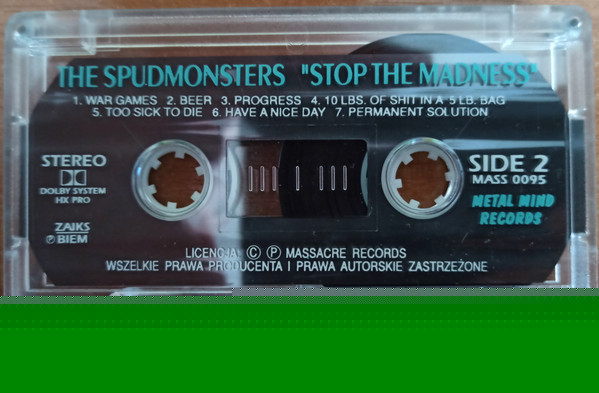 THE SPUDMONSTERS "STOP THE MADNESS"
1. WAR GAMES 2. BEER 3. PROGRESS 4. 10 LBS. OF SHIT IN A 5 LB. BAG
5. TOO SICK TO DIE 6. HAVE A NICE DAY 7. PERMANENT SOLUTION
STEREO
DOLBY SYSTEM
HX PRO
ZAIKS
Ⓟ BIEM
SIDE 2
MASS 0095
METAL MIND
RECORDS
LICENCJA: Ⓒ Ⓟ MASSACRE RECORDS
WSZELKIE PRAWA PRODUCENTA I PRAWA AUTORSKIE ZASTRZEŻONE